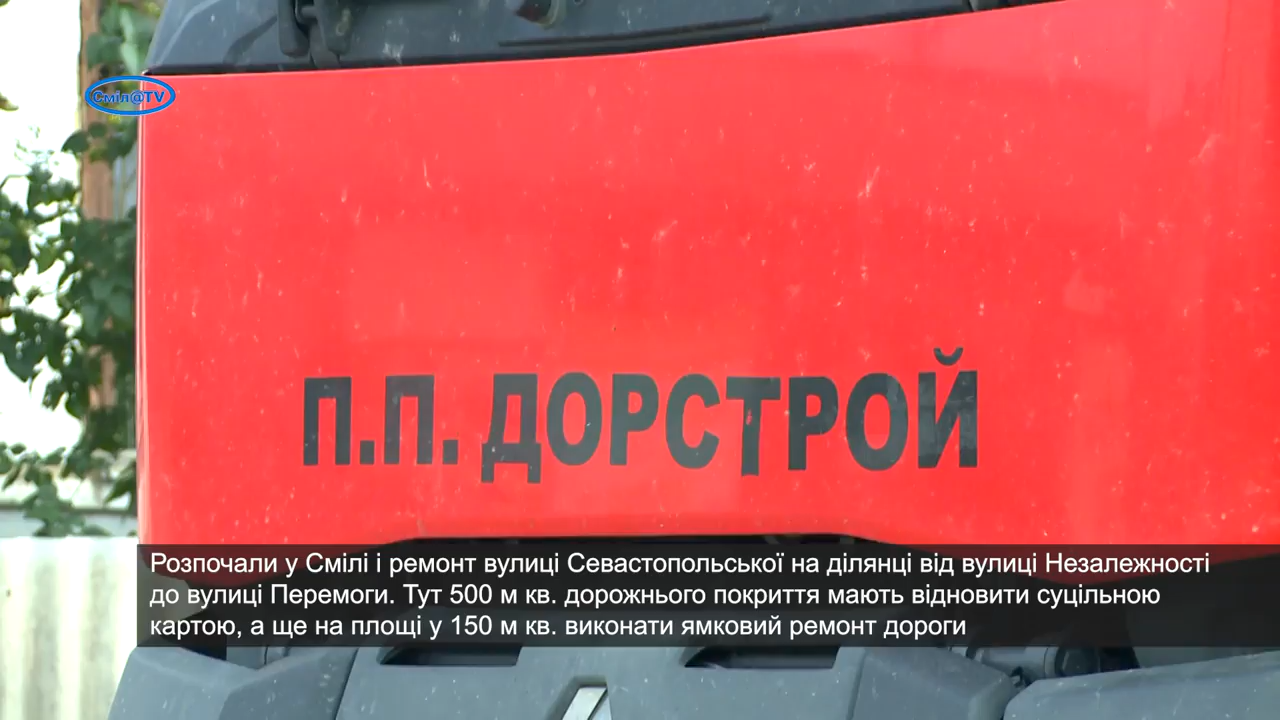 Сміл@TV
П.П. ДОРСТРОЙ
Розпочали у Смілі і ремонт вулиці Севастопольської на ділянці від вулиці Незалежності
до вулиці Перемоги. Тут 500 м кв. дорожнього покриття мають відновити суцільною
картою, а ще на площі у 150 м кв. виконати ямковий ремонт дороги